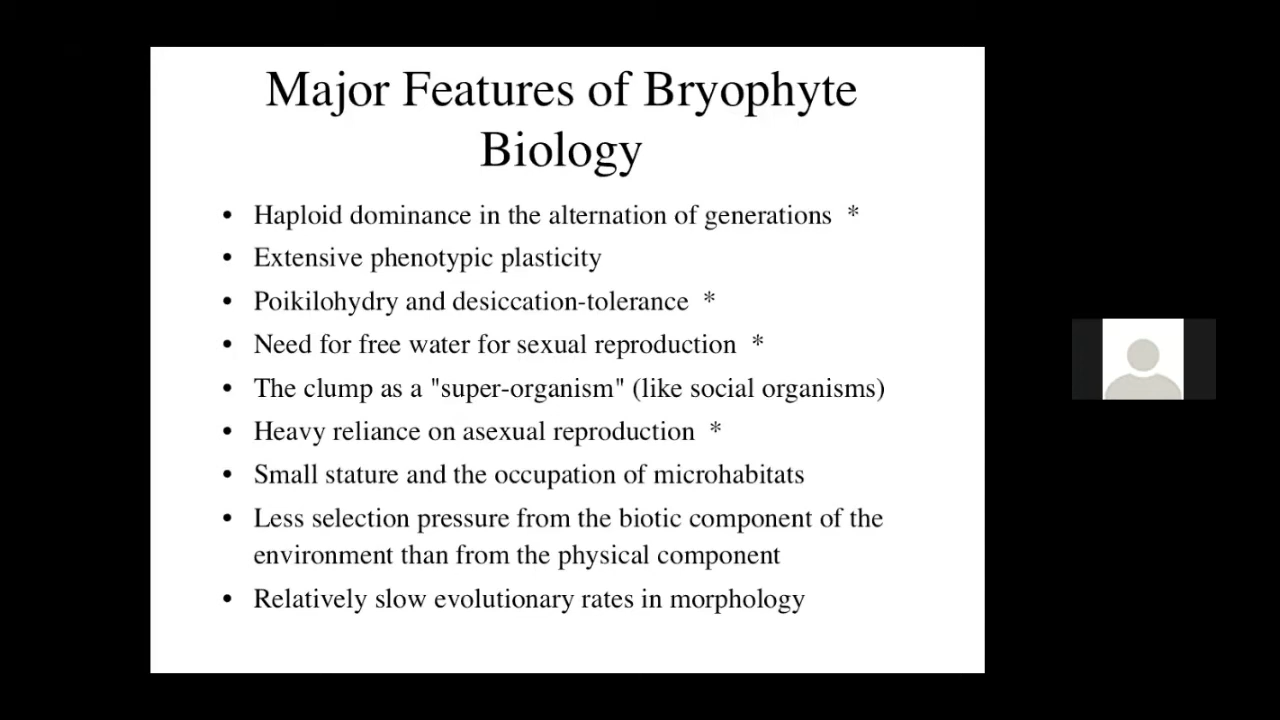 Major Features of Bryophyte
Biology
• Haploid dominance in the alternation of generations *
• Extensive phenotypic plasticity
• Poikilohydry and desiccation-tolerance *
• Need for free water for sexual reproduction *
• The clump as a "super-organism" (like social organisms)
• Heavy reliance on asexual reproduction *
• Small stature and the occupation of microhabitats
• Less selection pressure from the biotic component of the
environment than from the physical component
• Relatively slow evolutionary rates in morphology